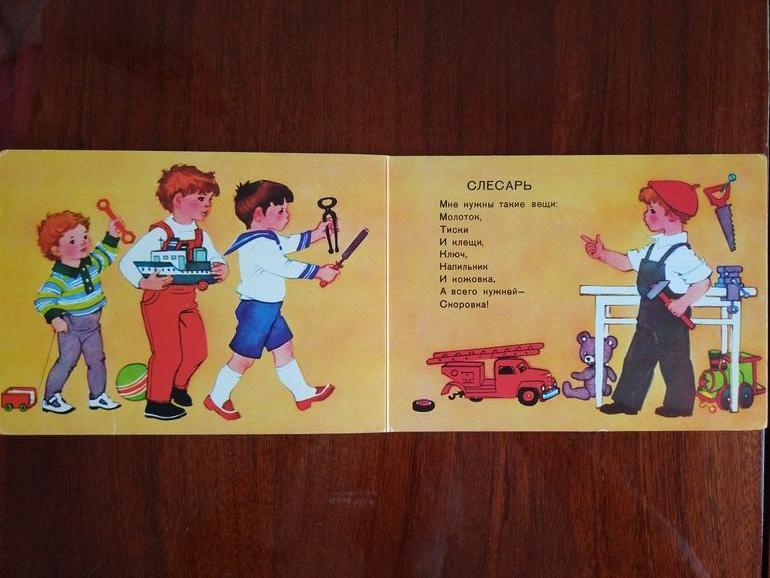 СЛЕСАРЬ
Мне нужны такие вещи:
Молоток,
Тиски
И клещи,
Ключ,
Напильник
И ножовка,
А всего нужней—
Сноровка!